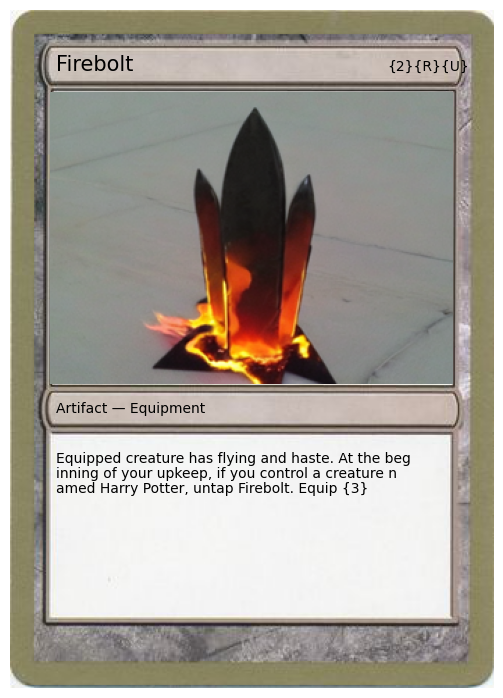 Firebolt
{2}{R}{U}
Artifact — Equipment
Equipped creature has flying and haste. At the beg
inning of your upkeep, if you control a creature n
amed Harry Potter, untap Firebolt. Equip {3}